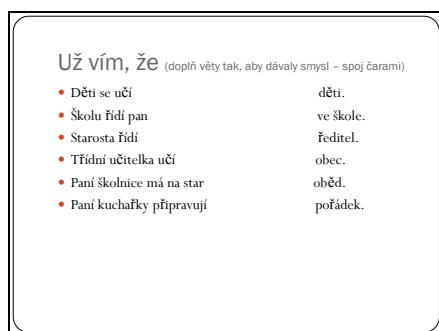 Už vím, že (doplň věty tak, aby dávaly smysl – spoj čarami)
• Děti se učí děti.
• Školu řídí pan ve škole.
• Starosta řídí ředitel.
• Třídní učitelka učí obec.
• Paní školnice má na star oběd.
• Paní kuchařky připravují pořádek.